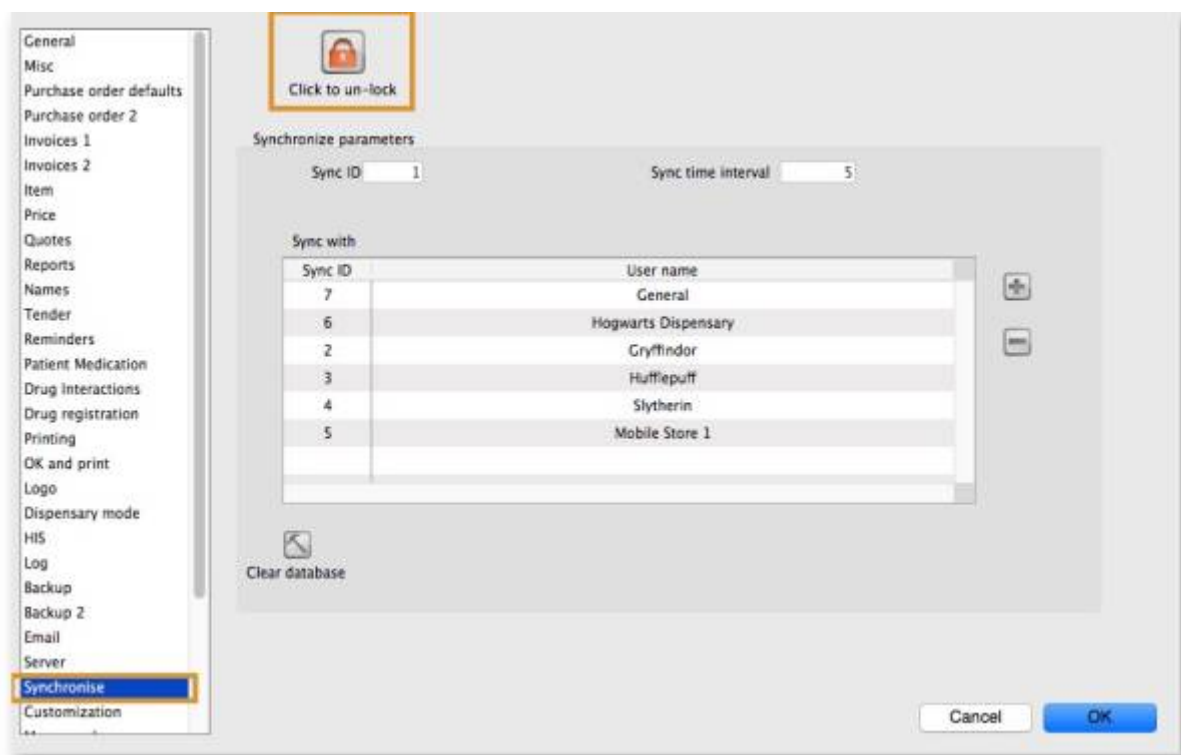 General
Misc
Purchase order defaults
Purchase order 2
Invoices 1
Invoices 2
Item
Price
Quotes
Reports
Names
Tender
Reminders
Patient Medication
Drug Interactions
Drug registration
Printing
OK and print
Logo
Dispensary mode
HIS
Log
Backup
Backup 2
Email
Server
Synchronise
Customization
Click to un-lock
Synchronize parameters
Sync ID 1 Sync time interval 5
Sync with
Sync ID User name
7 General
6 Hogwarts Dispensary
2 Gryffindor
3 Hufflepuff
4 Slytherin
5 Mobile Store 1
Clear database
Cancel OK